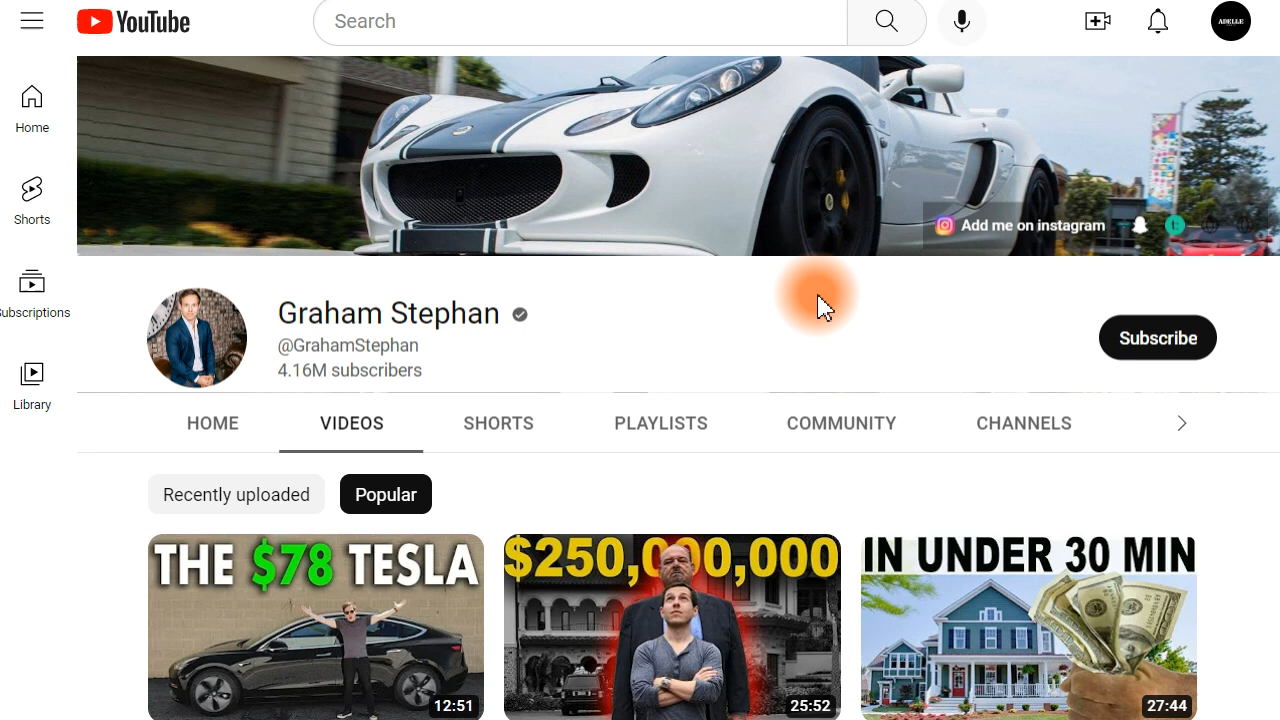 YouTube
Search
ADELLE
Home
Shorts
Subscriptions
Library
Add me on instagram
Graham Stephan
@GrahamStephan
4.16M subscribers
Subscribe
HOME VIDEOS SHORTS PLAYLISTS COMMUNITY CHANNELS
Recently uploaded Popular
THE $78 TESLA
12:51
$250,000,000
25:52
IN UNDER 30 MIN
27:44